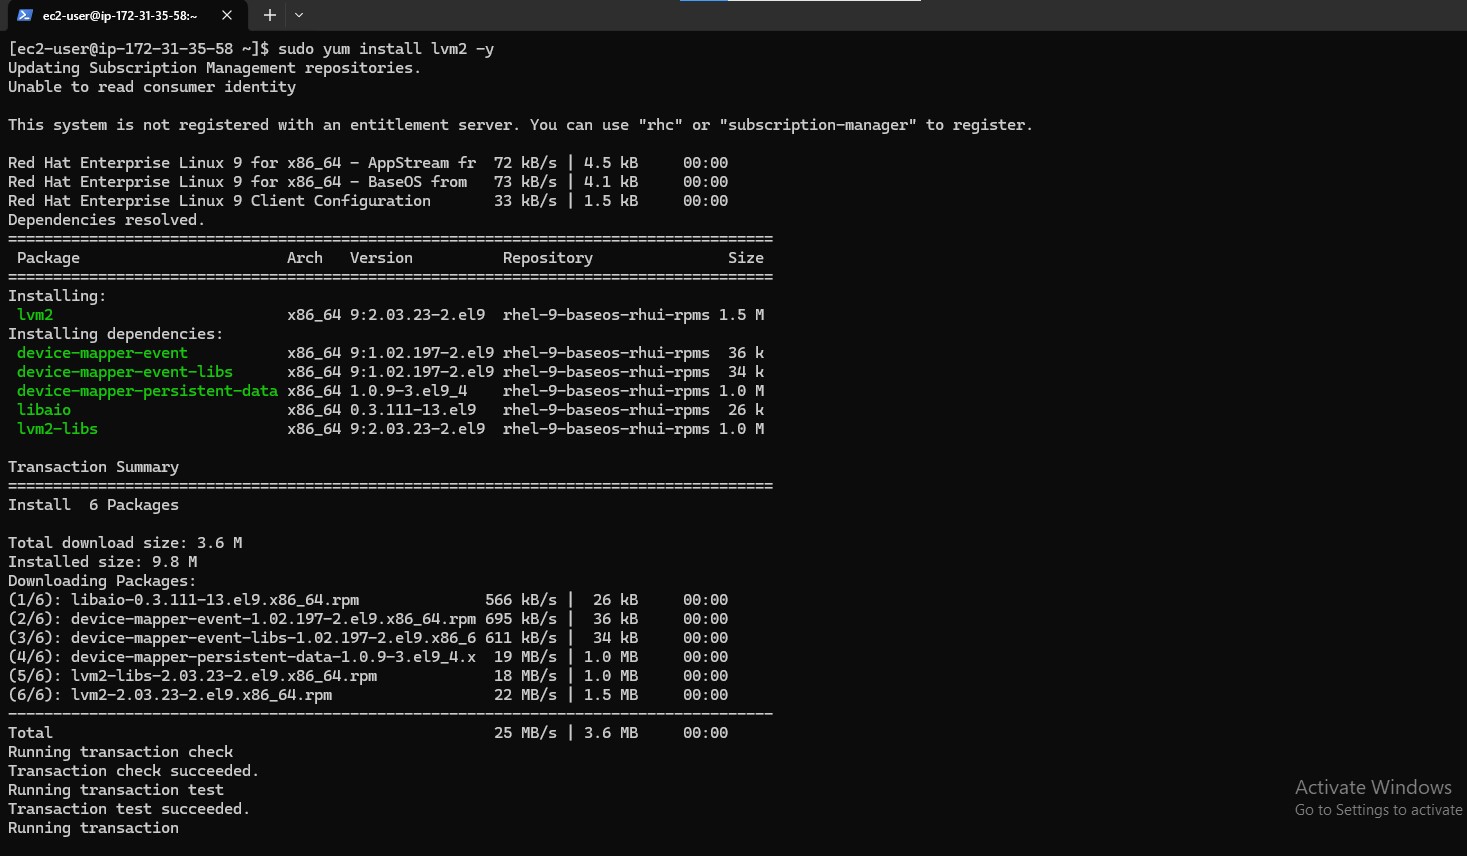 ec2-user@ip-172-31-35-58:~
[ec2-user@ip-172-31-35-58 ~]$ sudo yum install lvm2 -y
Updating Subscription Management repositories.
Unable to read consumer identity
This system is not registered with an entitlement server. You can use "rhc" or "subscription-manager" to register.
Red Hat Enterprise Linux 9 for x86_64 - AppStream fr  72 kB/s | 4.5 kB     00:00
Red Hat Enterprise Linux 9 for x86_64 - BaseOS from   73 kB/s | 4.1 kB     00:00
Red Hat Enterprise Linux 9 Client Configuration       33 kB/s | 1.5 kB     00:00
Dependencies resolved.
=====================================================================================
 Package                       Arch   Version          Repository               Size
=====================================================================================
Installing:
 lvm2                          x86_64 9:2.03.23-2.el9  rhel-9-baseos-rhui-rpms 1.5 M
Installing dependencies:
 device-mapper-event           x86_64 9:1.02.197-2.el9 rhel-9-baseos-rhui-rpms  36 k
 device-mapper-event-libs      x86_64 9:1.02.197-2.el9 rhel-9-baseos-rhui-rpms  34 k
 device-mapper-persistent-data x86_64 1.0.9-3.el9_4    rhel-9-baseos-rhui-rpms 1.0 M
 libaio                        x86_64 0.3.111-13.el9   rhel-9-baseos-rhui-rpms  26 k
 lvm2-libs                     x86_64 9:2.03.23-2.el9  rhel-9-baseos-rhui-rpms 1.0 M
Transaction Summary
=====================================================================================
Install  6 Packages
Total download size: 3.6 M
Installed size: 9.8 M
Downloading Packages:
(1/6): libaio-0.3.111-13.el9.x86_64.rpm              566 kB/s |  26 kB     00:00
(2/6): device-mapper-event-1.02.197-2.el9.x86_64.rpm 695 kB/s |  36 kB     00:00
(3/6): device-mapper-event-libs-1.02.197-2.el9.x86_6 611 kB/s |  34 kB     00:00
(4/6): device-mapper-persistent-data-1.0.9-3.el9_4.x  19 MB/s | 1.0 MB     00:00
(5/6): lvm2-libs-2.03.23-2.el9.x86_64.rpm             18 MB/s | 1.0 MB     00:00
(6/6): lvm2-2.03.23-2.el9.x86_64.rpm                  22 MB/s | 1.5 MB     00:00
-------------------------------------------------------------------------------------
Total                                                 25 MB/s | 3.6 MB     00:00
Running transaction check
Transaction check succeeded.
Running transaction test
Transaction test succeeded.
Running transaction
Activate Windows
Go to Settings to activate